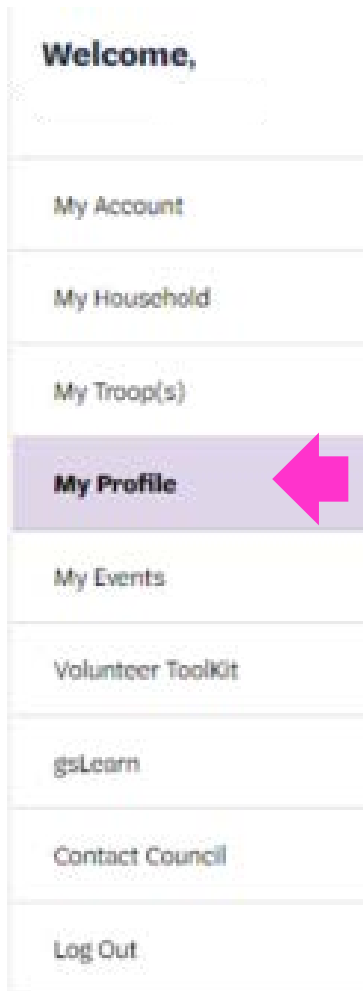 Welcome,
My Account
My Household
My Troop(s)
My Profile
My Events
Volunteer ToolKit
gsLearn
Contact Council
Log Out